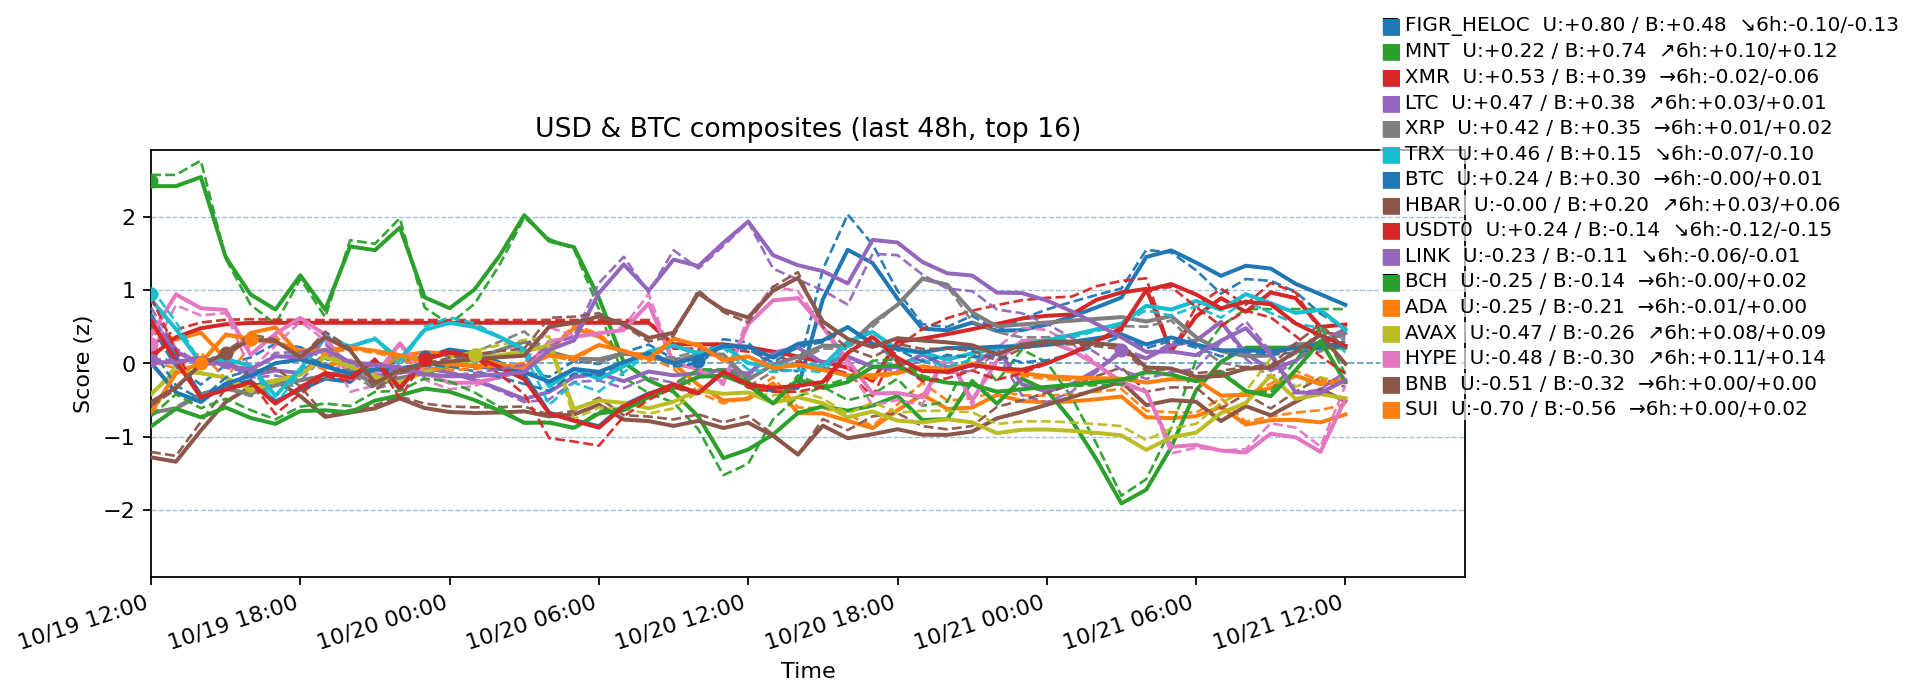 FIGR_HELOC U:+0.80 / B:+0.48 ↘6h:-0.10/-0.13
MNT U:+0.22 / B:+0.74 ↗6h:+0.10/+0.12
XMR U:+0.53 / B:+0.39 →6h:-0.02/-0.06
LTC U:+0.47 / B:+0.38 ↗6h:+0.03/+0.01
XRP U:+0.42 / B:+0.35 →6h:+0.01/+0.02
TRX U:+0.46 / B:+0.15 ↘6h:-0.07/-0.10
BTC U:+0.24 / B:+0.30 →6h:-0.00/+0.01
HBAR U:-0.00 / B:+0.20 ↗6h:+0.03/+0.06
USDT0 U:+0.24 / B:-0.14 ↘6h:-0.12/-0.15
LINK U:-0.23 / B:-0.11 ↘6h:-0.06/-0.01
BCH U:-0.25 / B:-0.14 →6h:-0.00/+0.02
ADA U:-0.25 / B:-0.21 →6h:-0.01/+0.00
AVAX U:-0.47 / B:-0.26 ↗6h:+0.08/+0.09
HYPE U:-0.48 / B:-0.30 ↗6h:+0.11/+0.14
BNB U:-0.51 / B:-0.32 →6h:+0.00/+0.00
SUI U:-0.70 / B:-0.56 →6h:+0.00/+0.02
USD & BTC composites (last 48h, top 16)
Score (z)
2
1
0
−1
−2
10/19 12:00
10/19 18:00
10/20 00:00
10/20 06:00
10/20 12:00
10/20 18:00
10/21 00:00
10/21 06:00
10/21 12:00
Time